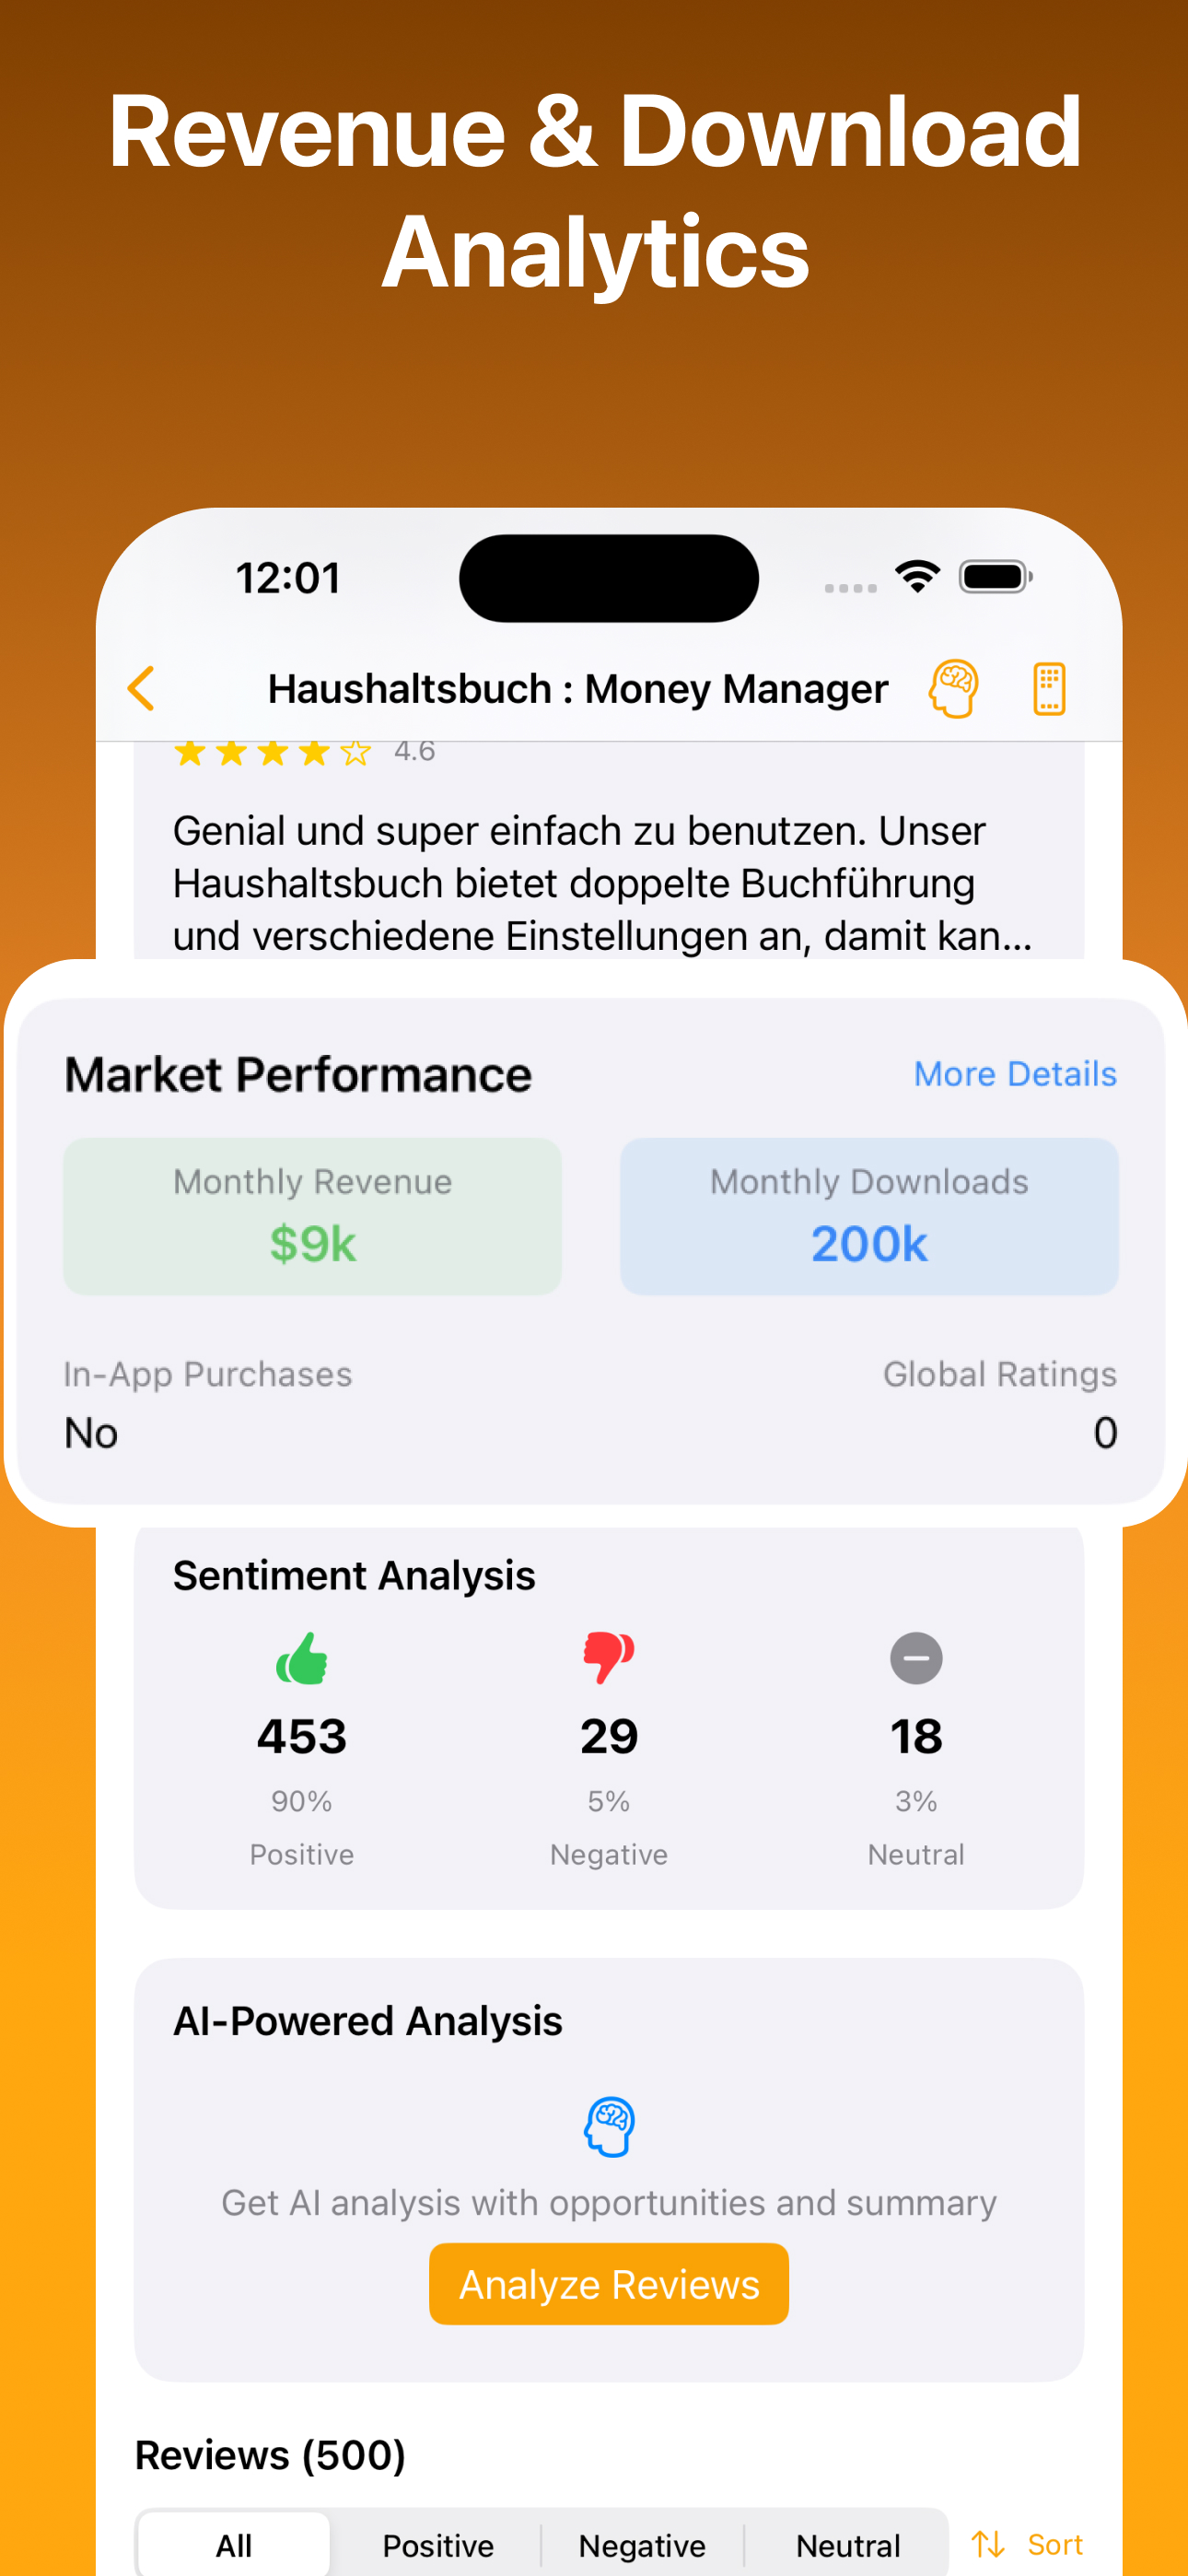 Revenue & Download
Analytics
12:01
Haushaltsbuch : Money Manager
4.6
Genial und super einfach zu benutzen. Unser
Haushaltsbuch bietet doppelte Buchführung
und verschiedene Einstellungen an, damit kan...
Market Performance
More Details
Monthly Revenue
Monthly Downloads
$9k
200k
In-App Purchases
Global Ratings
No
0
Sentiment Analysis
453
29
18
90%
5%
3%
Positive
Negative
Neutral
AI-Powered Analysis
Get AI analysis with opportunities and summary
Analyze Reviews
Reviews (500)
All
Positive
Negative
Neutral
Sort